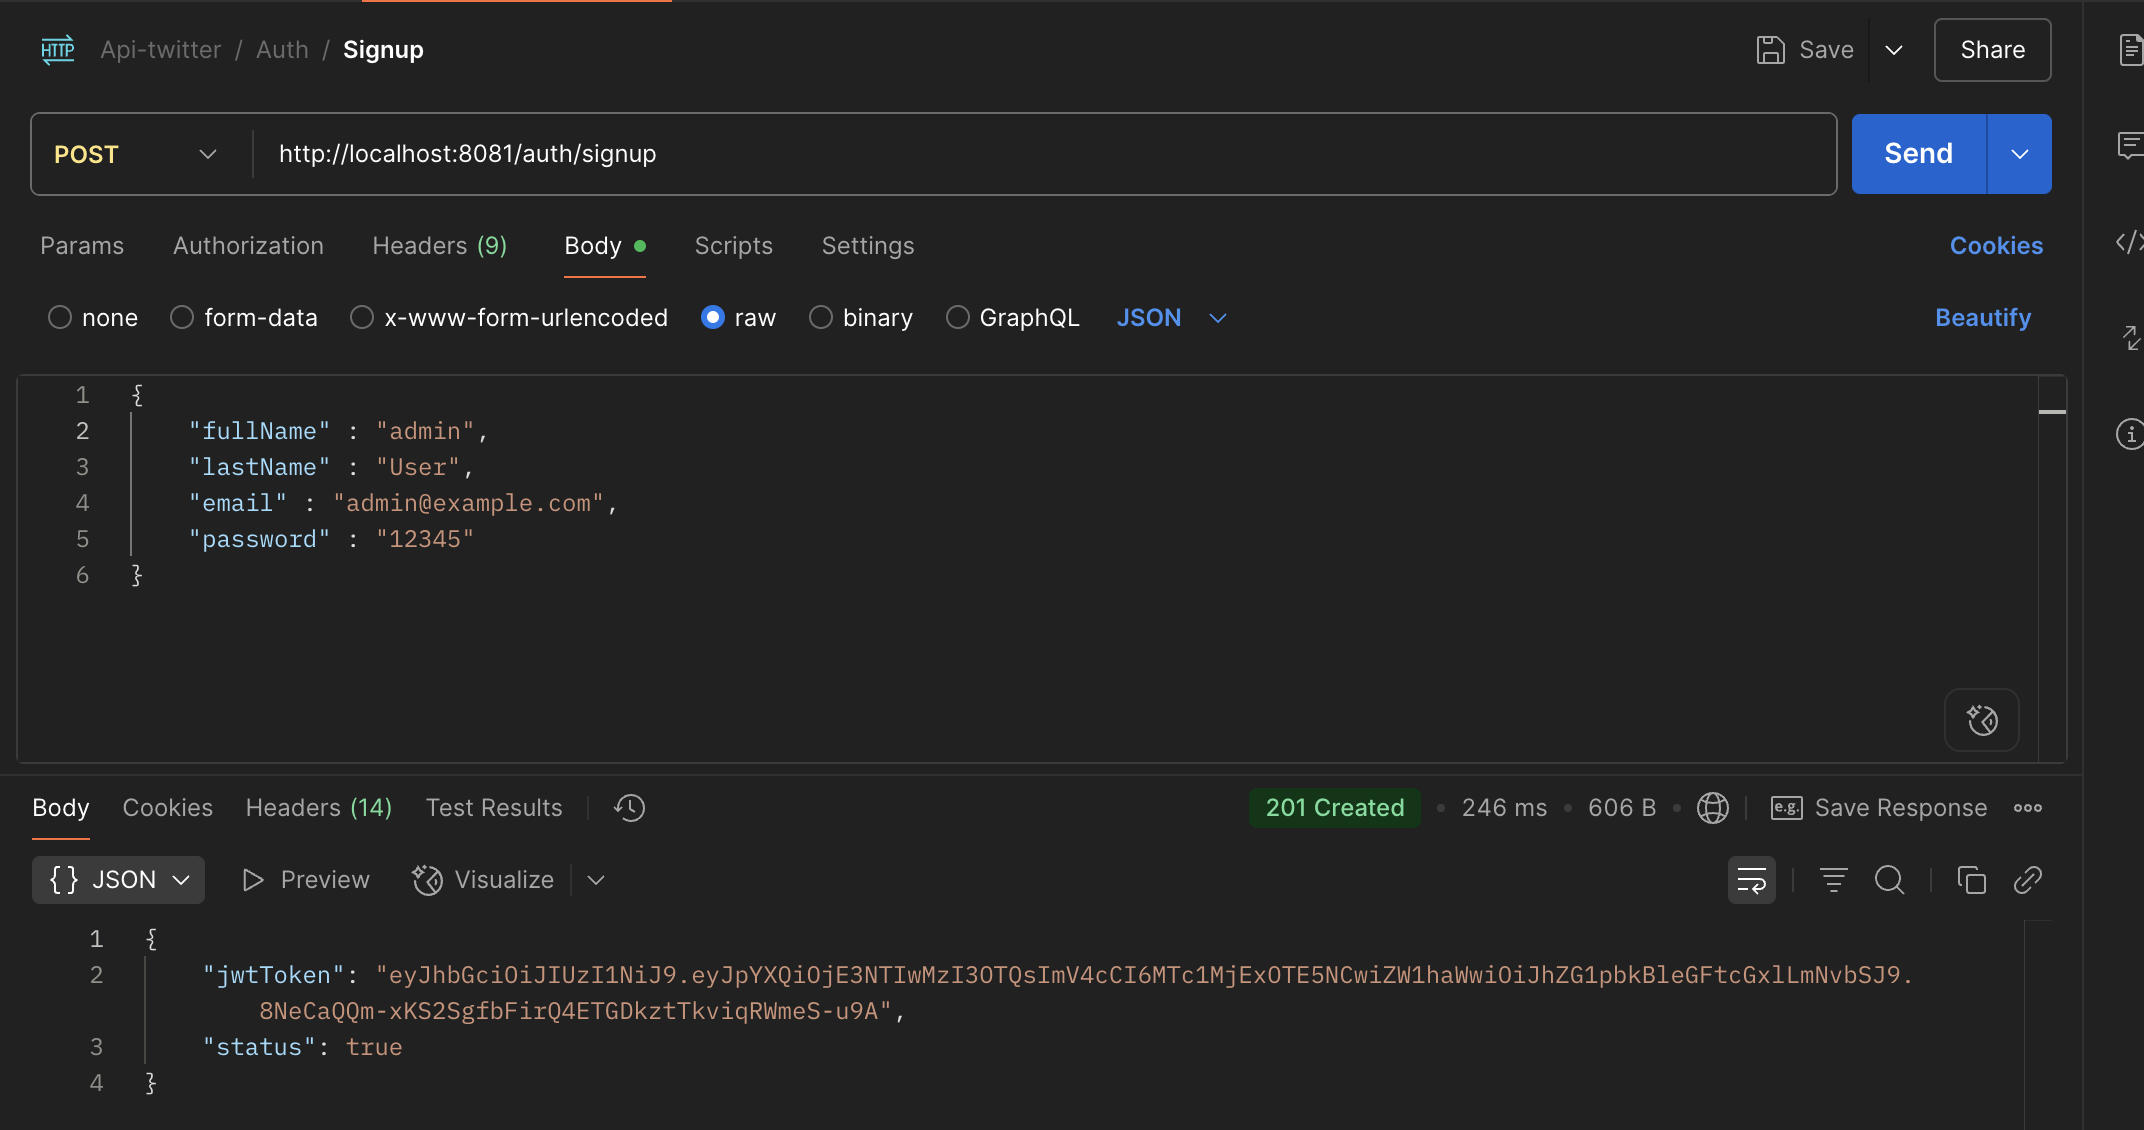 HTTP Api-twitter / Auth / Signup Save Share
POST http://localhost:8081/auth/signup Send
Params Authorization Headers (9) Body Scripts Settings Cookies
none form-data x-www-form-urlencoded raw binary GraphQL JSON Beautify
1 {
2 "fullName" : "admin",
3 "lastName" : "User",
4 "email" : "admin@example.com",
5 "password" : "12345"
6 }
Body Cookies Headers (14) Test Results 201 Created • 246 ms • 606 B • e.g. Save Response
{} JSON Preview Visualize
1 {
2 "jwtToken": "eyJhbGciOiJIUzI1NiJ9.eyJpYXQiOjE3NTIwMzI3OTQsImV4cCI6MTc1MjExOTE5NCwiZW1haWwiOiJhZG1pbkBleGFtcGxlLmNvbSJ9.
8NeCaQQm-xKS2SgfbFirQ4ETGDkztTkviqRWmeS-u9A",
3 "status": true
4 }